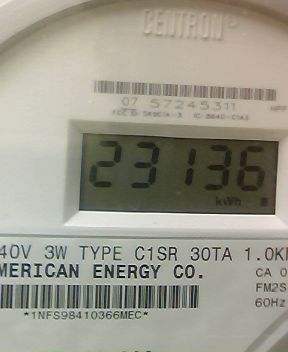 CENTRON
07 57245311
23136
kWh
40V 3W TYPE C1SR 30TA 1.0K
MERICAN ENERGY CO.
CA 0
FM2S
60Hz
*1NFS98410366MEC*